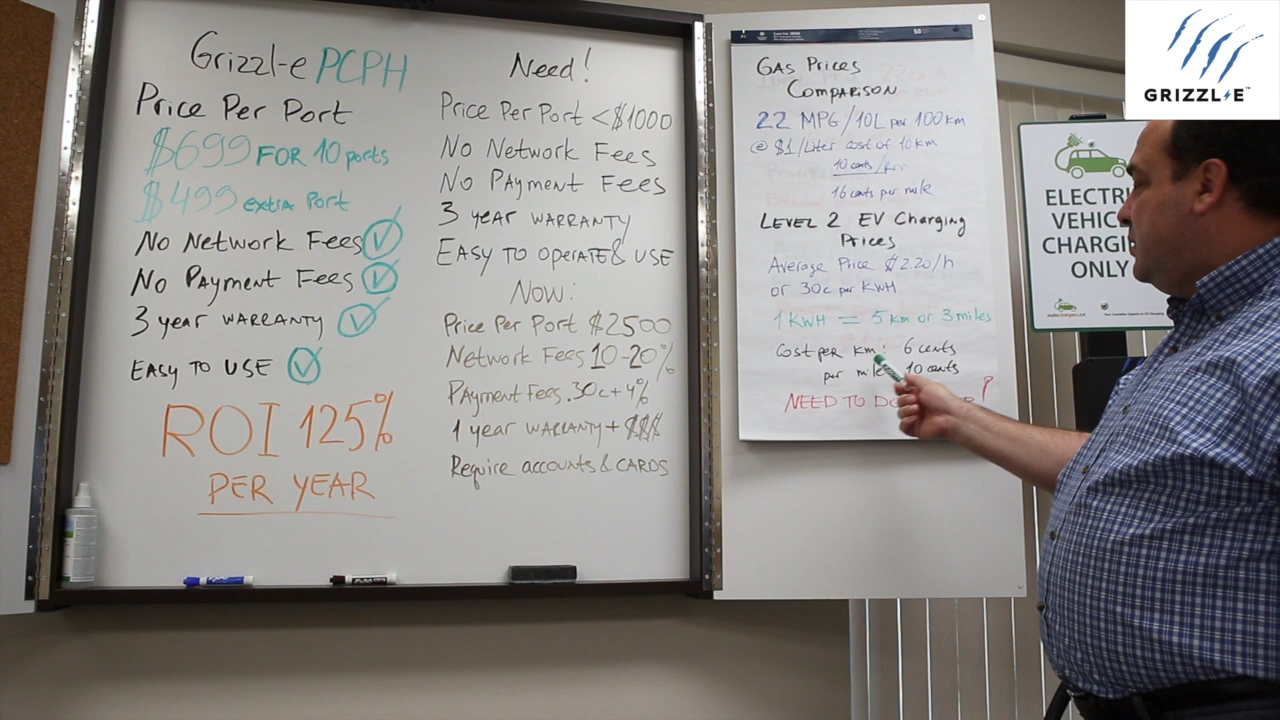 Grizzl-e PCPH
Price Per Port
$699 FOR 10 ports
$499 extra Port
No Network Fees
No Payment Fees
3 year WARRANTY
EASY TO USE
ROI 125%
PER YEAR
Need!
Price Per Port <$1000
No Network Fees
No Payment Fees
3 year WARRANTY
EASY TO OPERATE & USE
Now:
Price Per Port $2500
Network Fees 10-20%
Payment Fees .30c+4%
1 year WARRANTY + $$$
Require accounts & CARDS
GAS PRICES
COMPARISON
22 MPG/10L per 100km
@ $1/Liter cost of 10km
10 cents/km
16 cents per mile
LEVEL 2 EV Charging
Prices
Average Price $2.20/h
or 30c per KWH
1 KWH = 5 km or 3 miles
Cost per km: 6 cents
per mile 10 cents
NEED TO
GRIZZL-E™
ELECTRIC
VEHICLE
CHARGING
ONLY